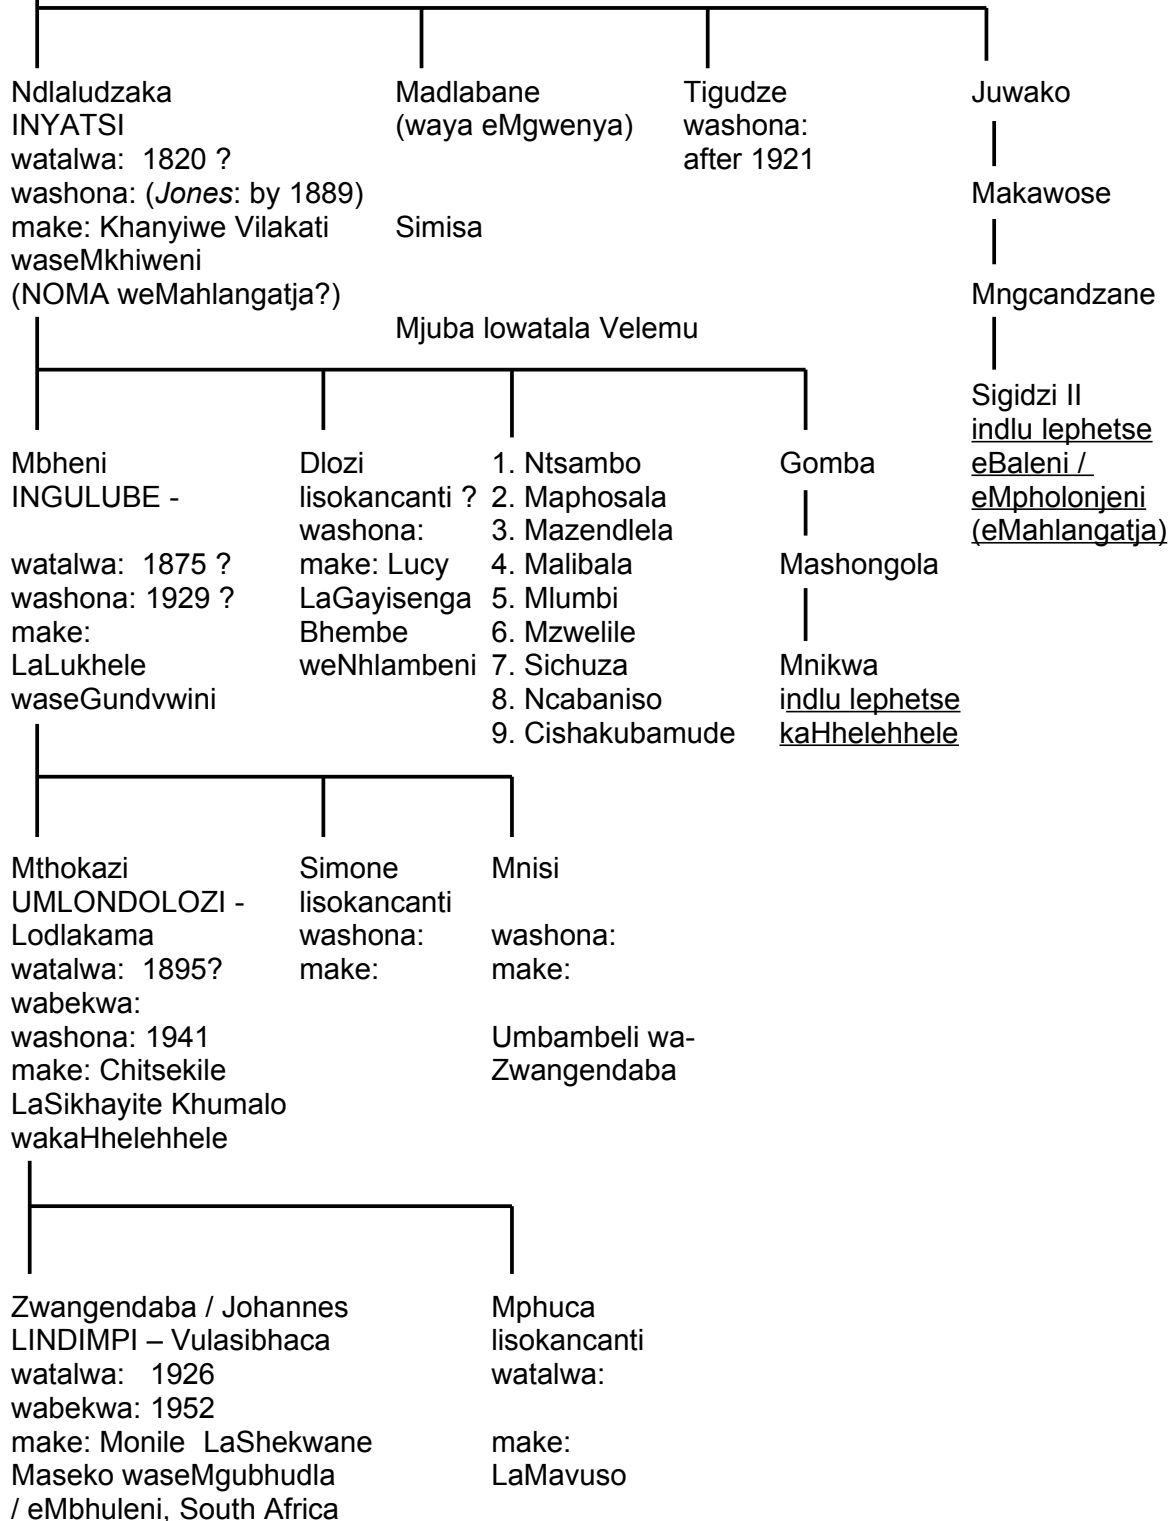 Ndlaludzaka
INYATSI
watalwa: 1820 ?
washona: (Jones: by 1889)
make: Khanyiwe Vilakati
waseMkhiweni
(NOMA weMahlangatja?)
Madlabane
(waya eMgwenya)
Simisa
Mjuba lowatala Velemu
Tigudze
washona:
after 1921
Juwako
Makawose
Mngcandzane
Sigidzi II
indlu lephetse
eBaleni /
eMpholonjeni
(eMahlangatja)
Mbheni
INGULUBE -
watalwa: 1875 ?
washona: 1929 ?
make:
LaLukhele
waseGundvwini
Dlozi
lisokancanti ?
washona:
make: Lucy
LaGayisenga
Bhembe
weNhlambeni
1. Ntsambo
2. Maphosala
3. Mazendlela
4. Malibala
5. Mlumbi
6. Mzwelile
7. Sichuza
8. Ncabaniso
9. Cishakubamude
Gomba
Mashongola
Mnikwa
indlu lephetse
kaHhelehhele
Mthokazi
UMLONDOLOZI -
Lodlakama
watalwa: 1895?
wabekwa:
washona: 1941
make: Chitsekile
LaSikhayite Khumalo
wakaHhelehhele
Simone
lisokancanti
washona:
make:
Mnisi
washona:
make:
Umbambeli wa-
Zwangendaba
Zwangendaba / Johannes
LINDIMPI – Vulasibhaca
watalwa: 1926
wabekwa: 1952
make: Monile LaShekwane
Maseko waseMgubhudla
/ eMbhuleni, South Africa
Mphuca
lisokancanti
watalwa:
make:
LaMavuso